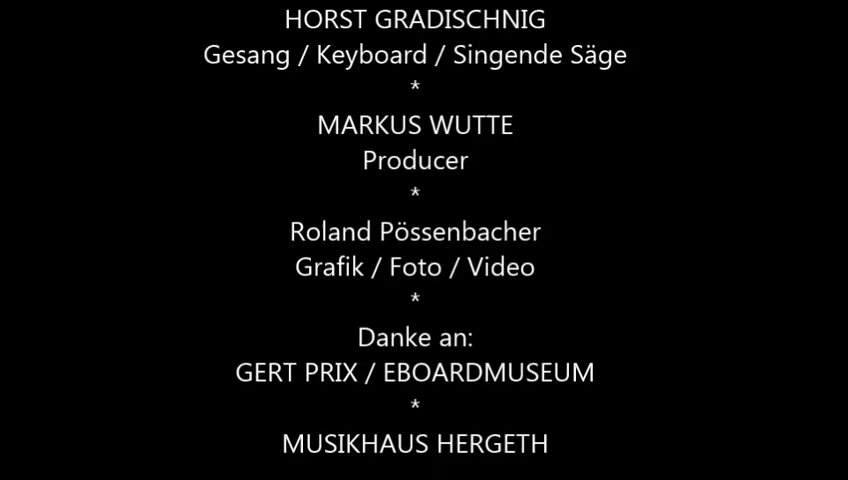 HORST GRADISCHNIG
Gesang / Keyboard / Singende Säge
*
MARKUS WUTTE
Producer
*
Roland Pössenbacher
Grafik / Foto / Video
*
Danke an:
GERT PRIX / EBOARDMUSEUM
*
MUSIKHAUS HERGETH